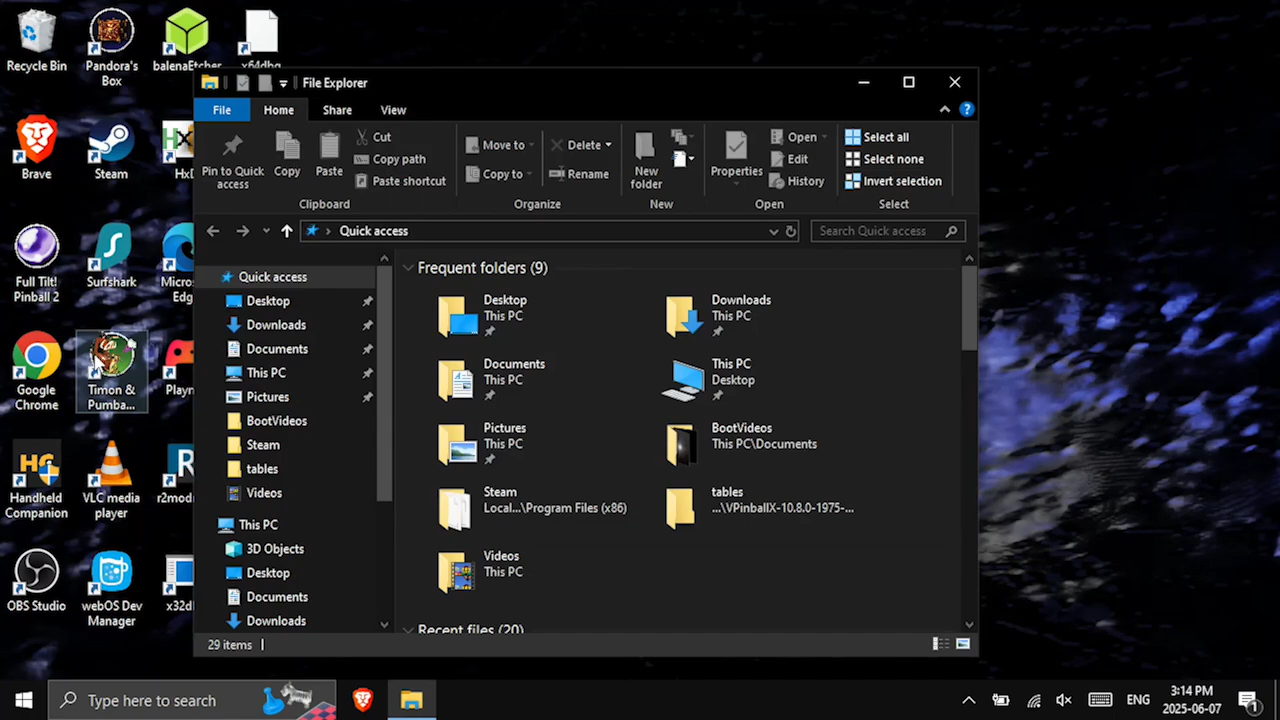 Recycle Bin
Pandora's
Box
balenaEtcher
x64dbg
Brave
Steam
HxD
Full Tilt!
Pinball 2
Surfshark
Micros
Edg
Google
Chrome
Timon &
Pumba...
Playn
Handheld
Companion
VLC media
player
r2mod
OBS Studio
webOS Dev
Manager
x32d
File Explorer
File
Home
Share
View
Pin to Quick
access
Copy
Paste
Cut
Copy path
Paste shortcut
Clipboard
Move to
Copy to
Delete
Rename
Organize
New
folder
New
Properties
Open
Edit
History
Open
Select all
Select none
Invert selection
Select
Quick access
Search Quick access
Quick access
Desktop
Downloads
Documents
This PC
Pictures
BootVideos
Steam
tables
Videos
This PC
3D Objects
Desktop
Documents
Downloads
Frequent folders (9)
Desktop
This PC
Downloads
This PC
Documents
This PC
This PC
Desktop
Pictures
This PC
BootVideos
This PC\Documents
Steam
Local...\Program Files (x86)
tables
...\VPinballX-10.8.0-1975-...
Videos
This PC
Recent files (20)
29 items
Type here to search
ENG
3:14 PM
2025-06-07
1